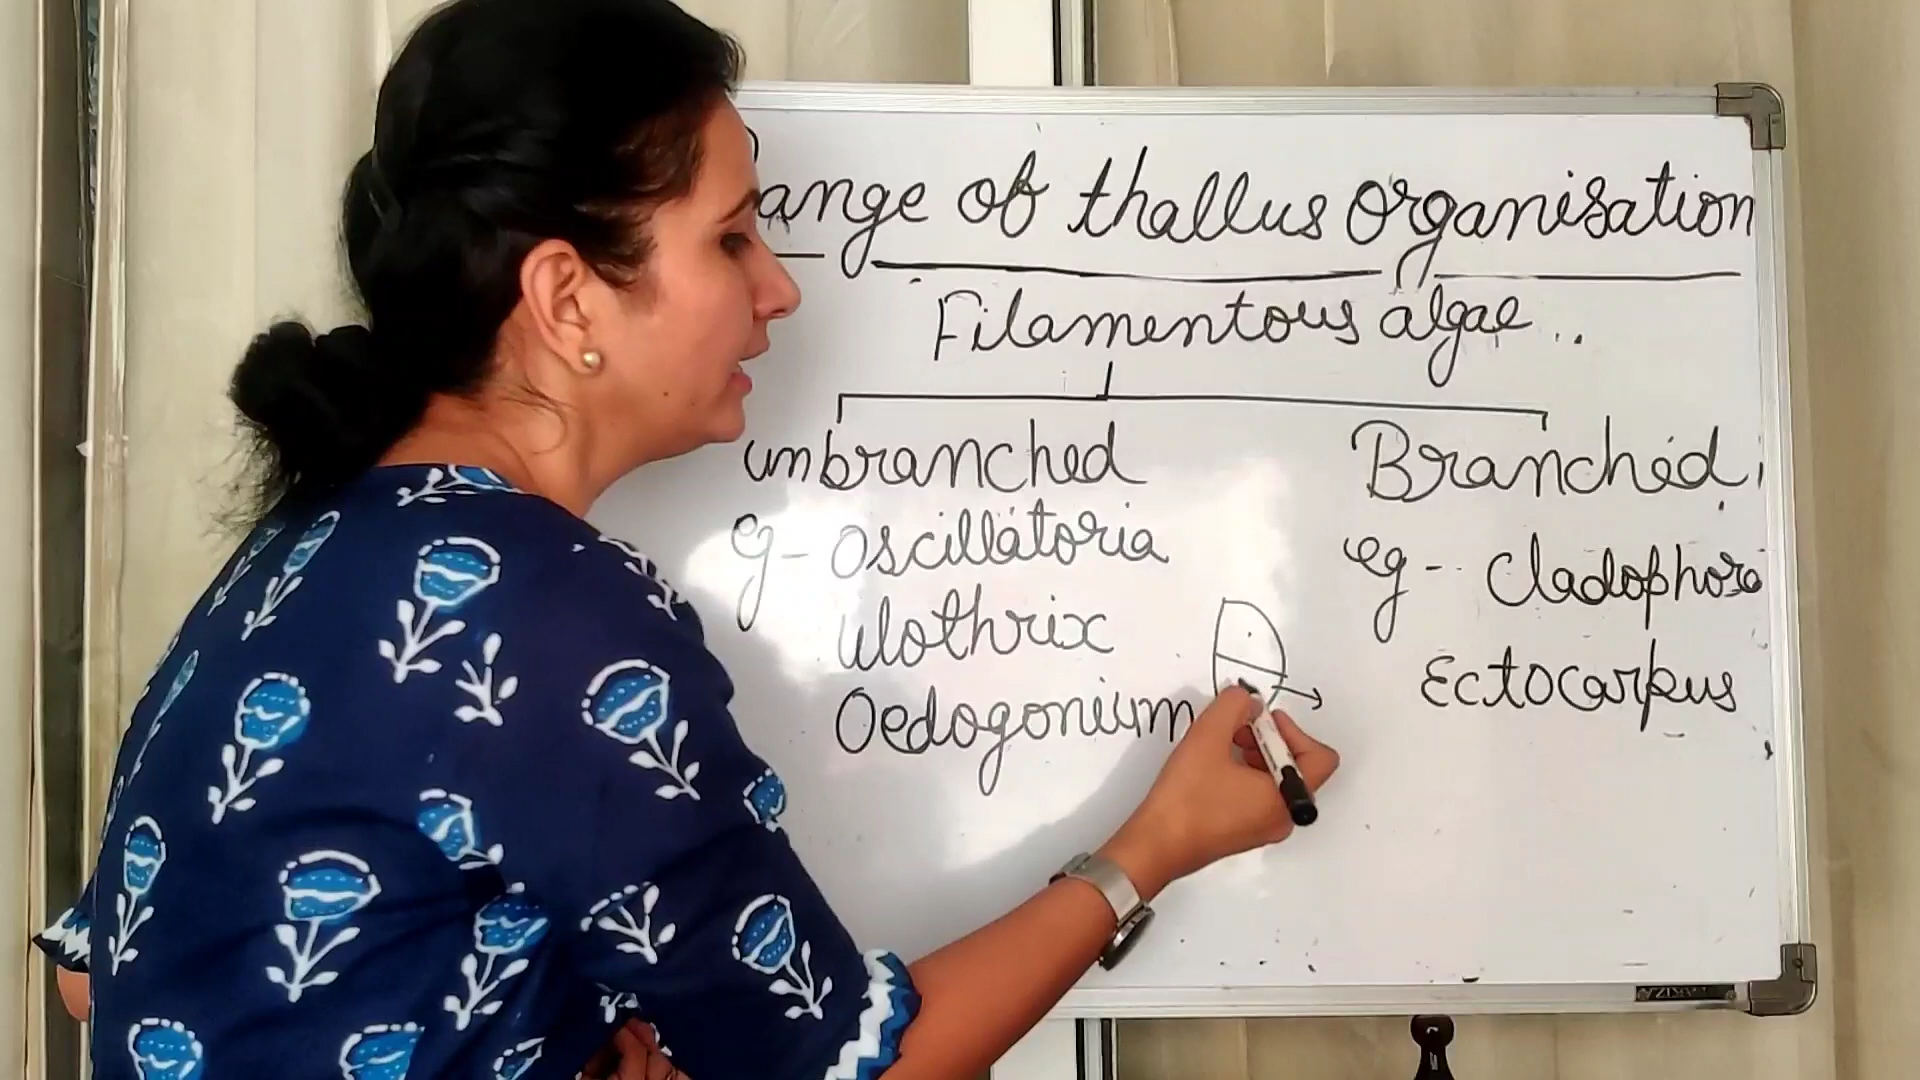 ange of thallus organisation
Filamentous algae..
unbranched
eg - Oscillatoria
Ulothrix
Oedogonium
Branched
eg - Cladophora
Ectocarpus